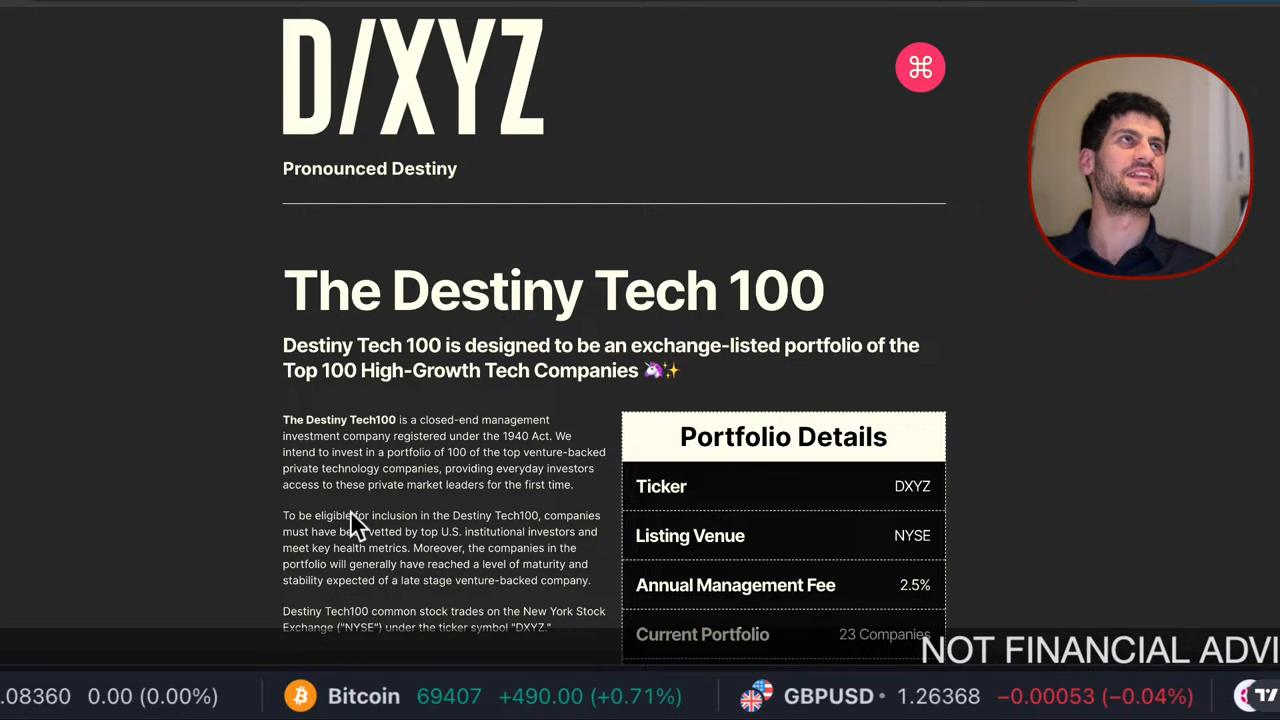 D/XYZ
Pronounced Destiny
The Destiny Tech 100
Destiny Tech 100 is designed to be an exchange-listed portfolio of the
Top 100 High-Growth Tech Companies 🦄✨
The Destiny Tech100 is a closed-end management
investment company registered under the 1940 Act. We
intend to invest in a portfolio of 100 of the top venture-backed
private technology companies, providing everyday investors
access to these private market leaders for the first time.
To be eligible for inclusion in the Destiny Tech100, companies
must have been vetted by top U.S. institutional investors and
meet key health metrics. Moreover, the companies in the
portfolio will generally have reached a level of maturity and
stability expected of a late stage venture-backed company.
Destiny Tech100 common stock trades on the New York Stock
Exchange ("NYSE") under the ticker symbol "DXYZ."
Portfolio Details
Ticker DXYZ
Listing Venue NYSE
Annual Management Fee 2.5%
Current Portfolio 23 Companies
NOT FINANCIAL ADVI
.08360 0.00 (0.00%) Bitcoin 69407 +490.00 (+0.71%) GBPUSD • 1.26368 −0.00053 (−0.04%)